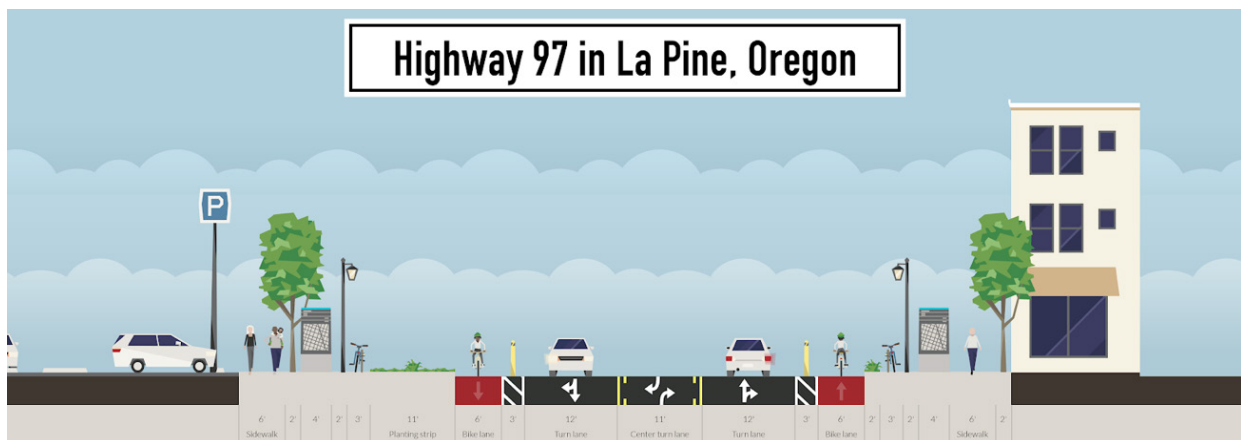 Highway 97 in La Pine, Oregon
P
6' 2' 4' 2' 3' 11' 6' 3' 12' 11' 12' 3' 6' 2' 3' 2' 4' 6' 2'
Sidewalk Planting strip Bike lane Turn lane Center turn lane Turn lane Bike lane Sidewalk